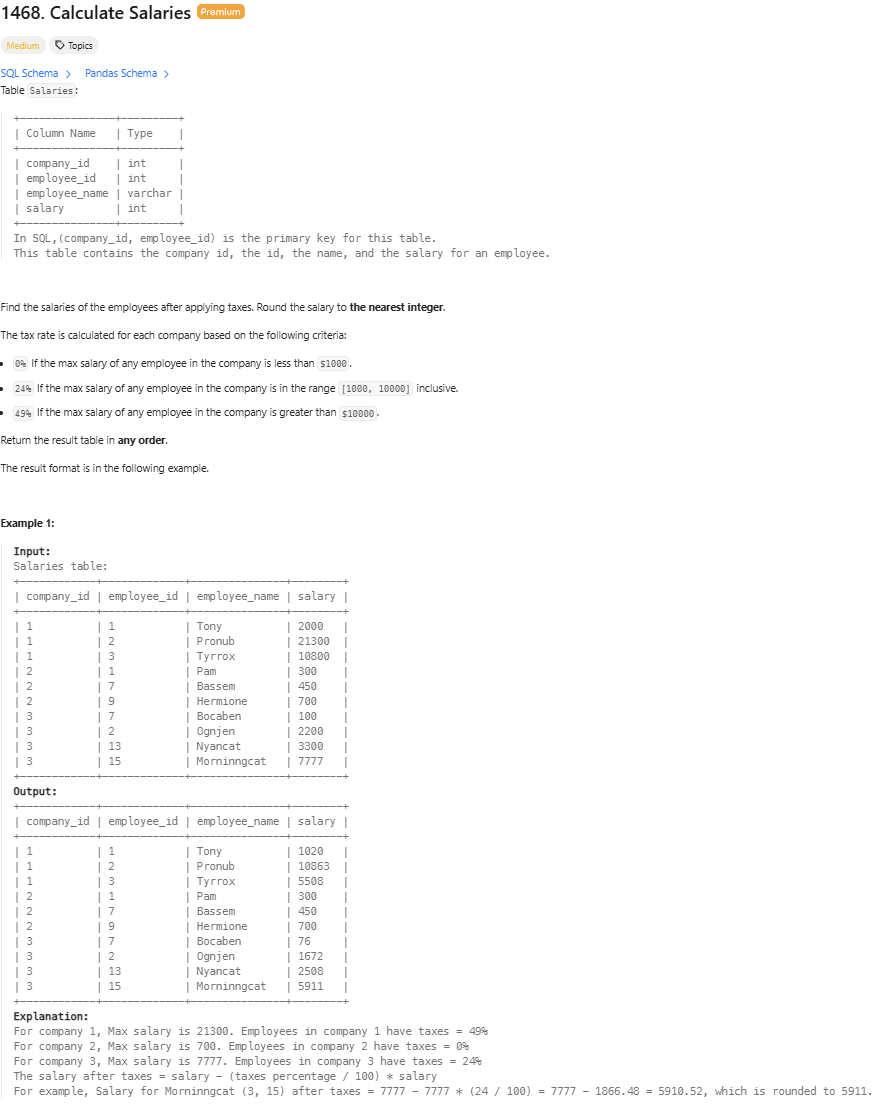 1468. Calculate Salaries Premium
Medium Topics
SQL Schema > Pandas Schema >
Table Salaries:
+---------------+---------+
| Column Name   | Type    |
+---------------+---------+
| company_id    | int     |
| employee_id   | int     |
| employee_name | varchar |
| salary        | int     |
+---------------+---------+
In SQL,(company_id, employee_id) is the primary key for this table.
This table contains the company id, the id, the name, and the salary for an employee.
Find the salaries of the employees after applying taxes. Round the salary to the nearest integer.
The tax rate is calculated for each company based on the following criteria:
• 0% If the max salary of any employee in the company is less than $1000.
• 24% If the max salary of any employee in the company is in the range [1000, 10000] inclusive.
• 49% If the max salary of any employee in the company is greater than $10000.
Return the result table in any order.
The result format is in the following example.
Example 1:
Input:
Salaries table:
+------------+-------------+---------------+--------+
| company_id | employee_id | employee_name | salary |
+------------+-------------+---------------+--------+
| 1          | 1           | Tony          | 2000   |
| 1          | 2           | Pronub        | 21300  |
| 1          | 3           | Tyrrox        | 10800  |
| 2          | 1           | Pam           | 300    |
| 2          | 7           | Bassem        | 450    |
| 2          | 9           | Hermione      | 700    |
| 3          | 7           | Bocaben       | 100    |
| 3          | 2           | Ognjen        | 2200   |
| 3          | 13          | Nyancat       | 3300   |
| 3          | 15          | Morninngcat   | 7777   |
+------------+-------------+---------------+--------+
Output:
+------------+-------------+---------------+--------+
| company_id | employee_id | employee_name | salary |
+------------+-------------+---------------+--------+
| 1          | 1           | Tony          | 1020   |
| 1          | 2           | Pronub        | 10863  |
| 1          | 3           | Tyrrox        | 5508   |
| 2          | 1           | Pam           | 300    |
| 2          | 7           | Bassem        | 450    |
| 2          | 9           | Hermione      | 700    |
| 3          | 7           | Bocaben       | 76     |
| 3          | 2           | Ognjen        | 1672   |
| 3          | 13          | Nyancat       | 2508   |
| 3          | 15          | Morninngcat   | 5911   |
+------------+-------------+---------------+--------+
Explanation:
For company 1, Max salary is 21300. Employees in company 1 have taxes = 49%
For company 2, Max salary is 700. Employees in company 2 have taxes = 0%
For company 3, Max salary is 7777. Employees in company 3 have taxes = 24%
The salary after taxes = salary - (taxes percentage / 100) * salary
For example, Salary for Morninngcat (3, 15) after taxes = 7777 - 7777 * (24 / 100) = 7777 - 1866.48 = 5910.52, which is rounded to 5911.